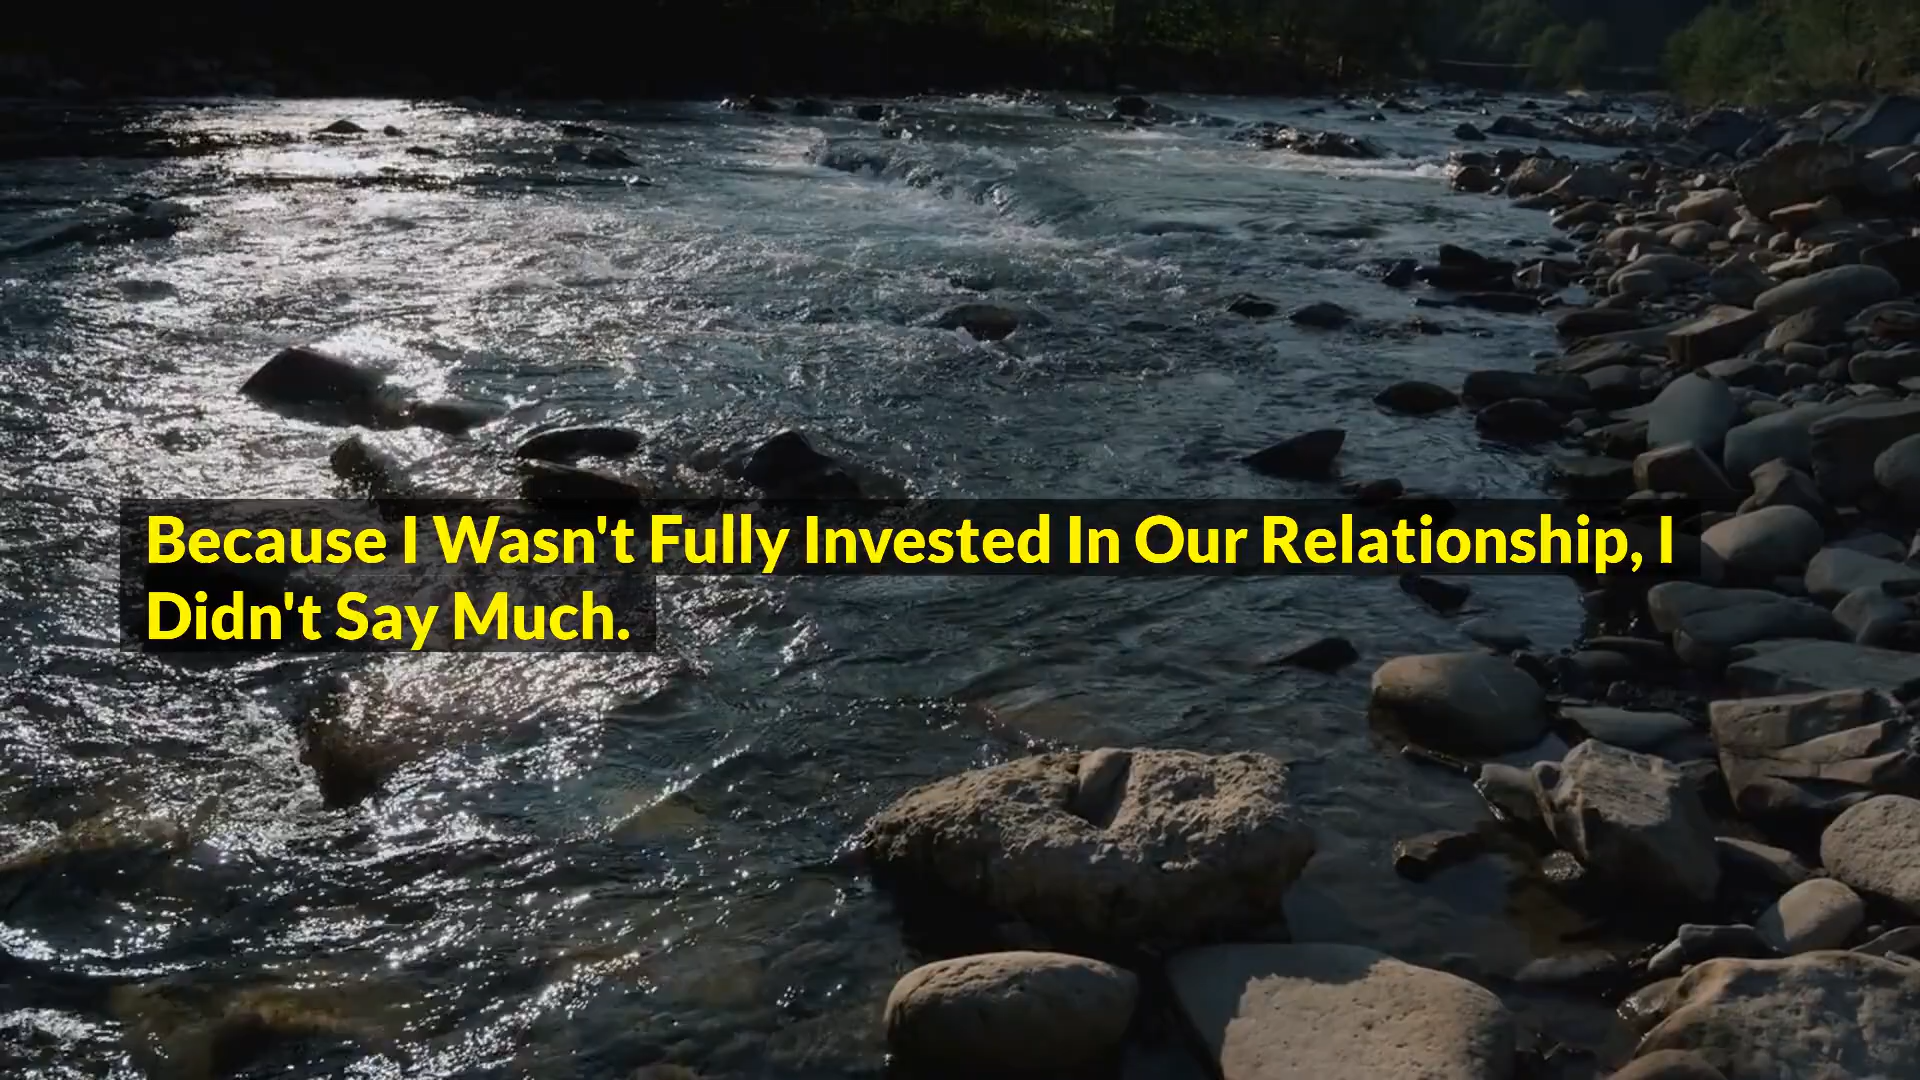 Because I Wasn't Fully Invested In Our Relationship, I
Didn't Say Much.